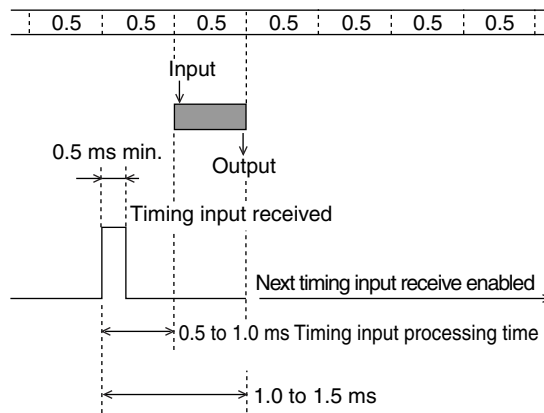 0.5 0.5 0.5 0.5 0.5 0.5 0.5
Input
0.5 ms min.
Output
Timing input received
Next timing input receive enabled
0.5 to 1.0 ms Timing input processing time
1.0 to 1.5 ms